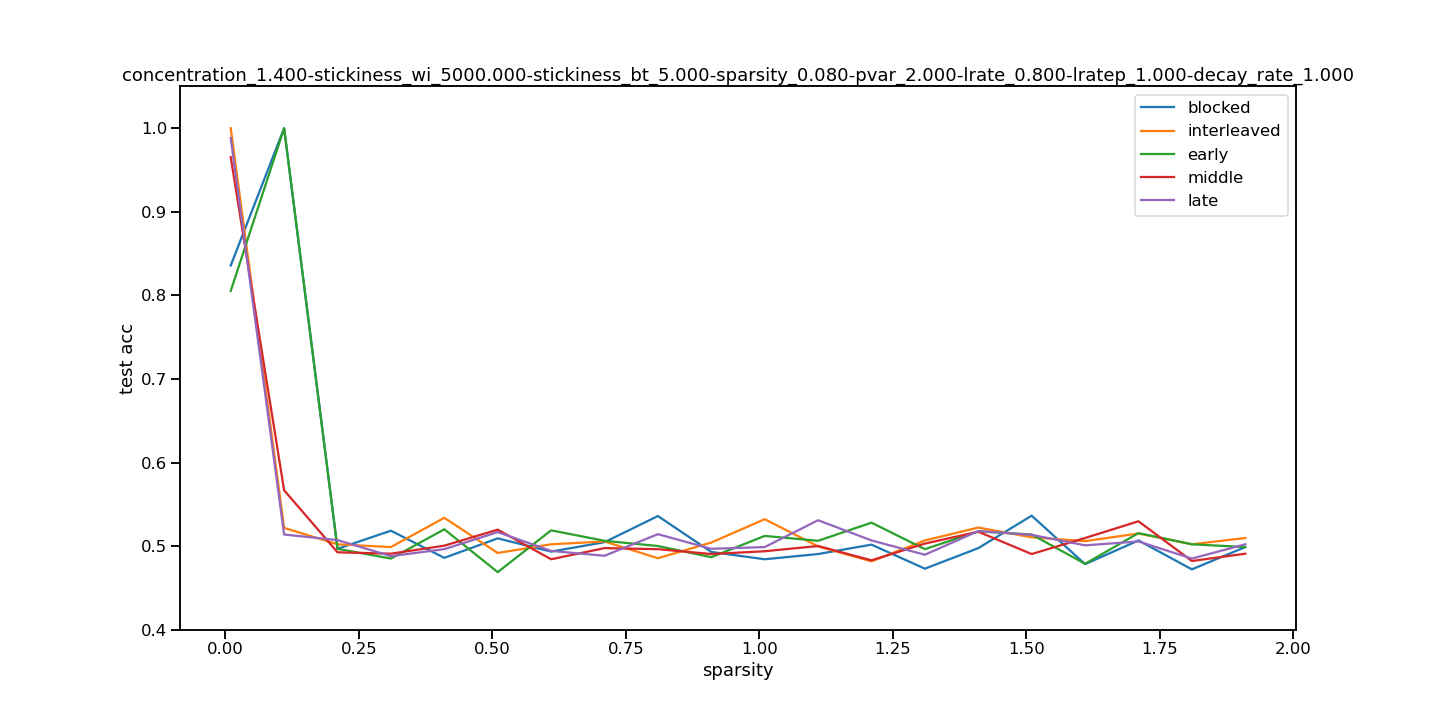 concentration_1.400-stickiness_wi_5000.000-stickiness_bt_5.000-sparsity_0.080-pvar_2.000-lrate_0.800-lratep_1.000-decay_rate_1.000
blocked
interleaved
early
middle
late
1.0
0.9
0.8
0.7
0.6
0.5
0.4
test acc
0.00 0.25 0.50 0.75 1.00 1.25 1.50 1.75 2.00
sparsity